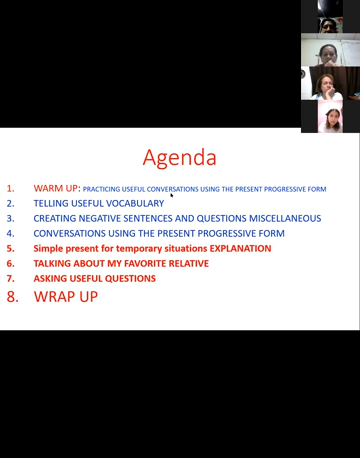 Agenda
1. WARM UP: PRACTICING USEFUL CONVERSATIONS USING THE PRESENT PROGRESSIVE FORM
2. TELLING USEFUL VOCABULARY
3. CREATING NEGATIVE SENTENCES AND QUESTIONS MISCELLANEOUS
4. CONVERSATIONS USING THE PRESENT PROGRESSIVE FORM
5. Simple present for temporary situations EXPLANATION
6. TALKING ABOUT MY FAVORITE RELATIVE
7. ASKING USEFUL QUESTIONS
8. WRAP UP